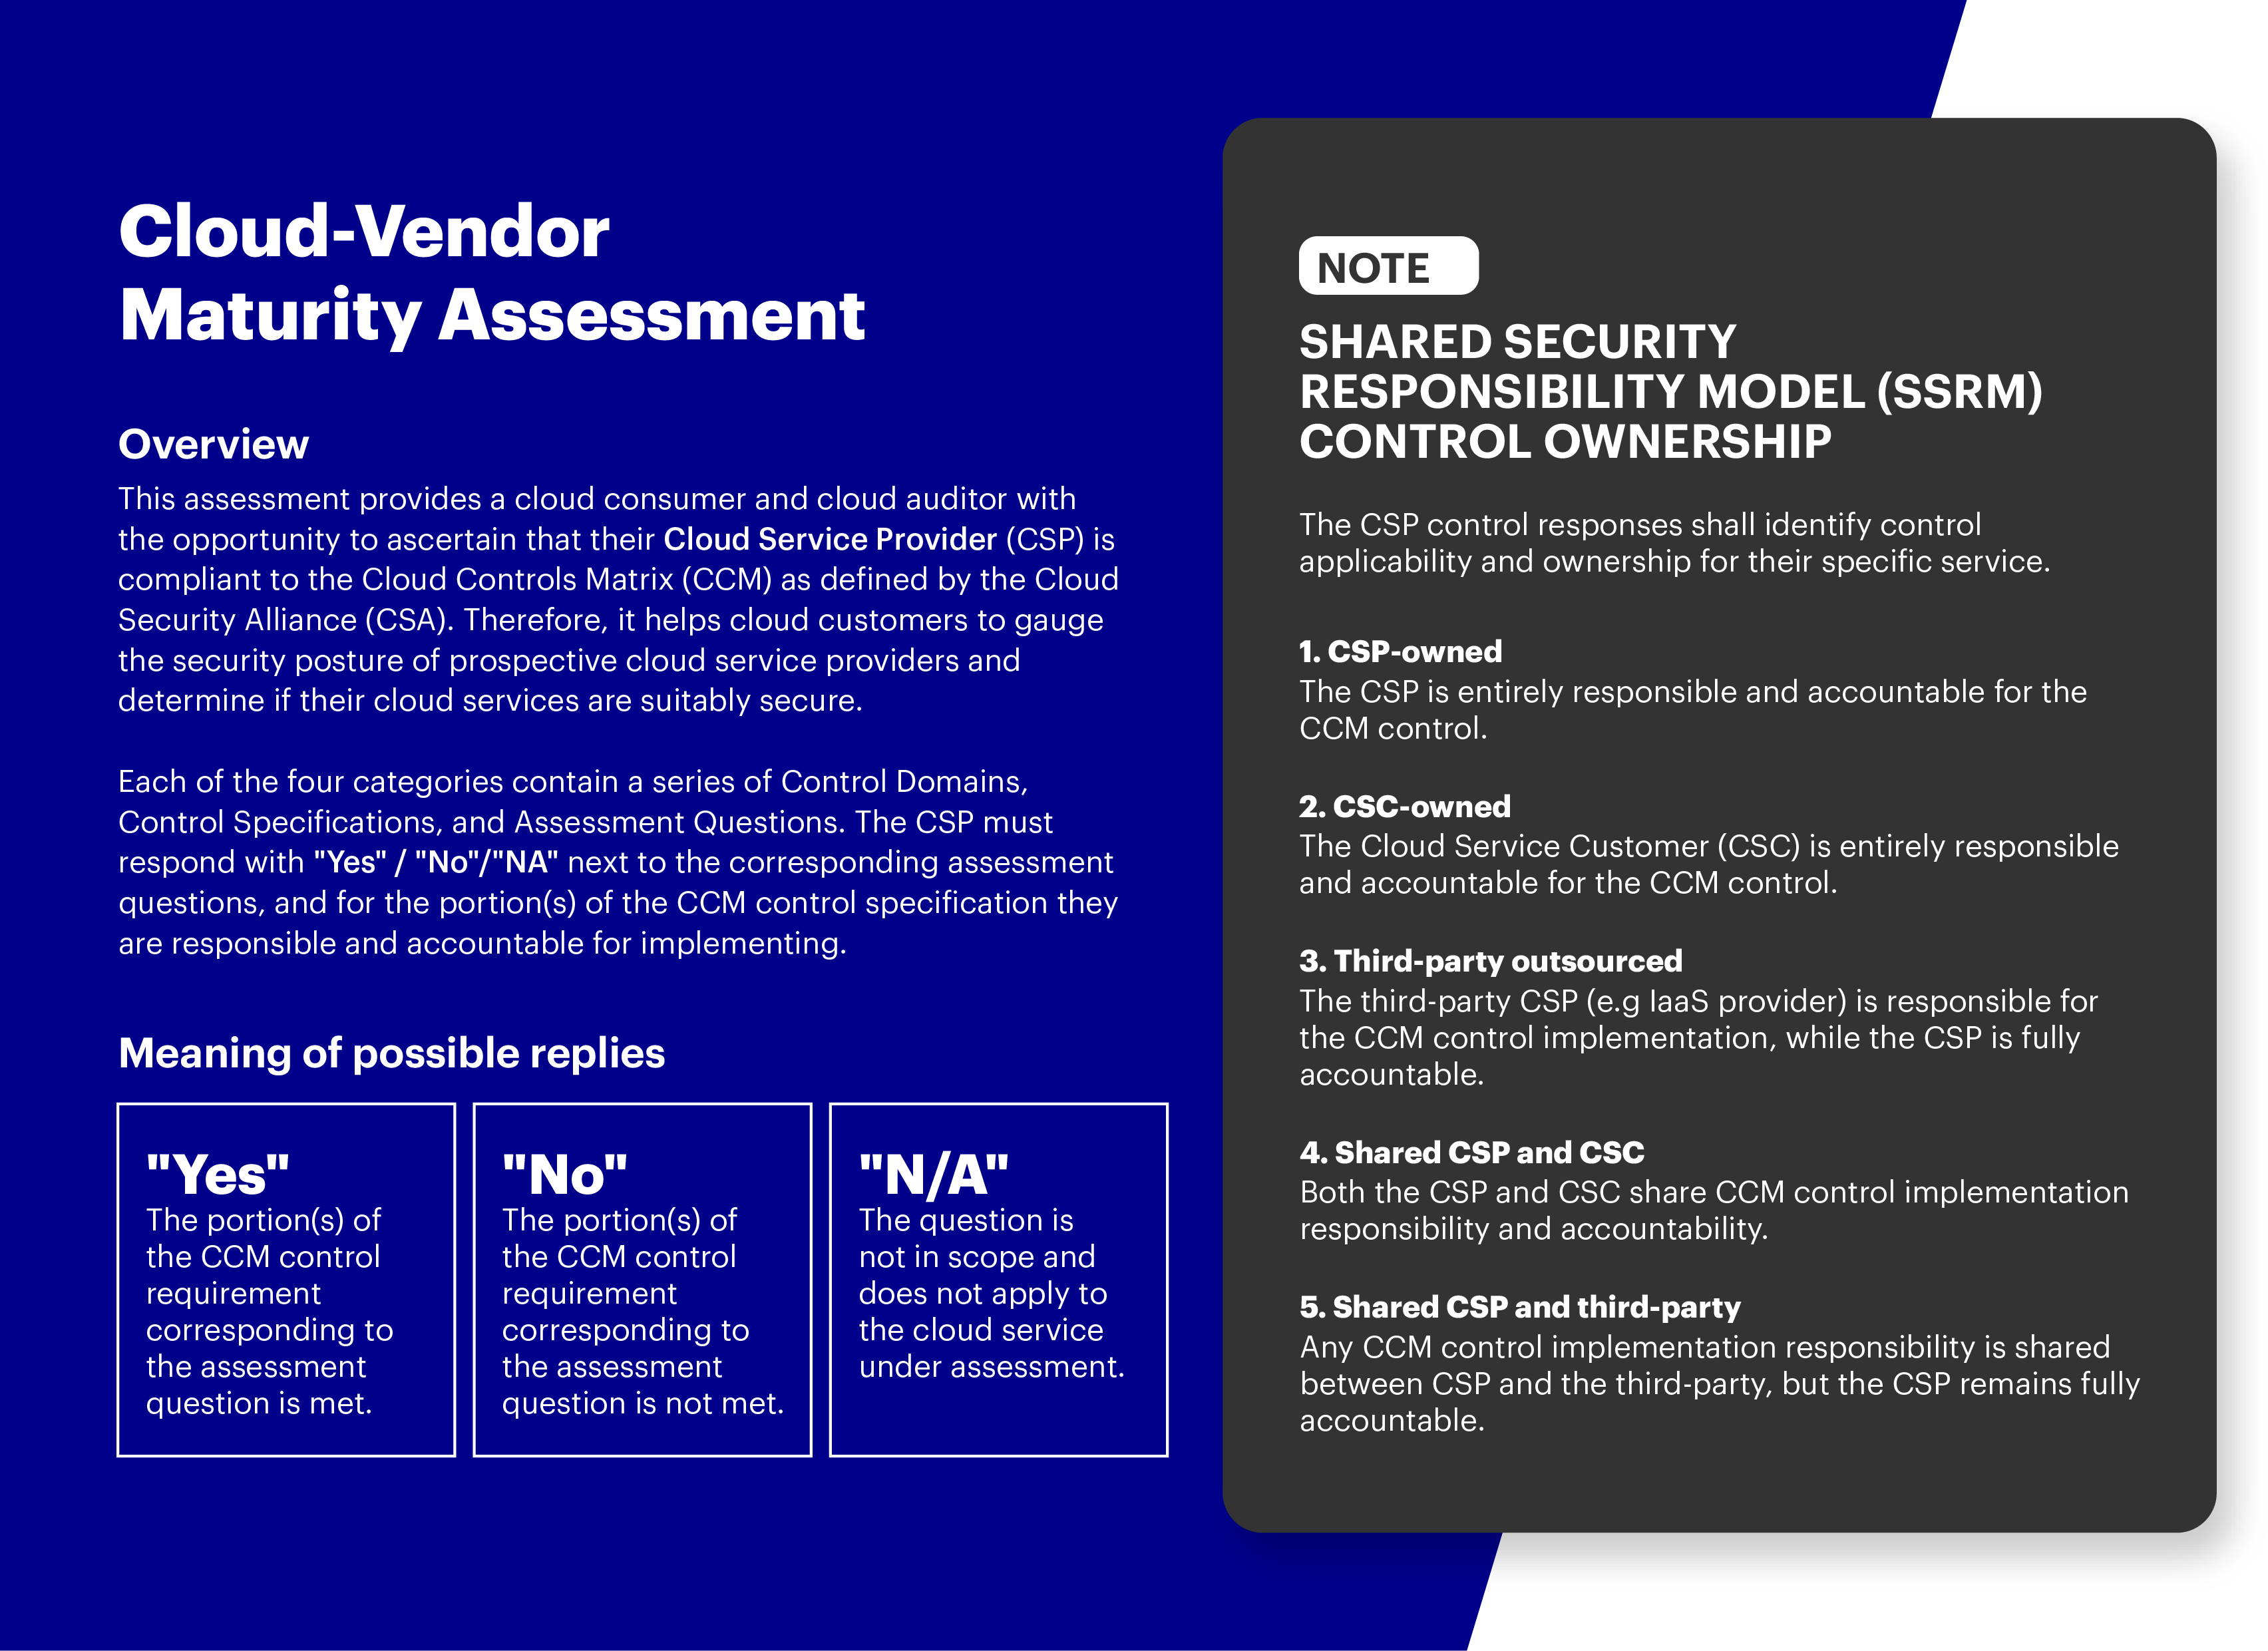 Cloud-Vendor
Maturity Assessment
Overview
This assessment provides a cloud consumer and cloud auditor with
the opportunity to ascertain that their Cloud Service Provider (CSP) is
compliant to the Cloud Controls Matrix (CCM) as defined by the Cloud
Security Alliance (CSA). Therefore, it helps cloud customers to gauge
the security posture of prospective cloud service providers and
determine if their cloud services are suitably secure.
Each of the four categories contain a series of Control Domains,
Control Specifications, and Assessment Questions. The CSP must
respond with "Yes" / "No"/"NA" next to the corresponding assessment
questions, and for the portion(s) of the CCM control specification they
are responsible and accountable for implementing.
Meaning of possible replies
"Yes"
The portion(s) of
the CCM control
requirement
corresponding to
the assessment
question is met.
"No"
The portion(s) of
the CCM control
requirement
corresponding to
the assessment
question is not met.
"N/A"
The question is
not in scope and
does not apply to
the cloud service
under assessment.
NOTE
SHARED SECURITY
RESPONSIBILITY MODEL (SSRM)
CONTROL OWNERSHIP
The CSP control responses shall identify control
applicability and ownership for their specific service.
1. CSP-owned
The CSP is entirely responsible and accountable for the
CCM control.
2. CSC-owned
The Cloud Service Customer (CSC) is entirely responsible
and accountable for the CCM control.
3. Third-party outsourced
The third-party CSP (e.g IaaS provider) is responsible for
the CCM control implementation, while the CSP is fully
accountable.
4. Shared CSP and CSC
Both the CSP and CSC share CCM control implementation
responsibility and accountability.
5. Shared CSP and third-party
Any CCM control implementation responsibility is shared
between CSP and the third-party, but the CSP remains fully
accountable.